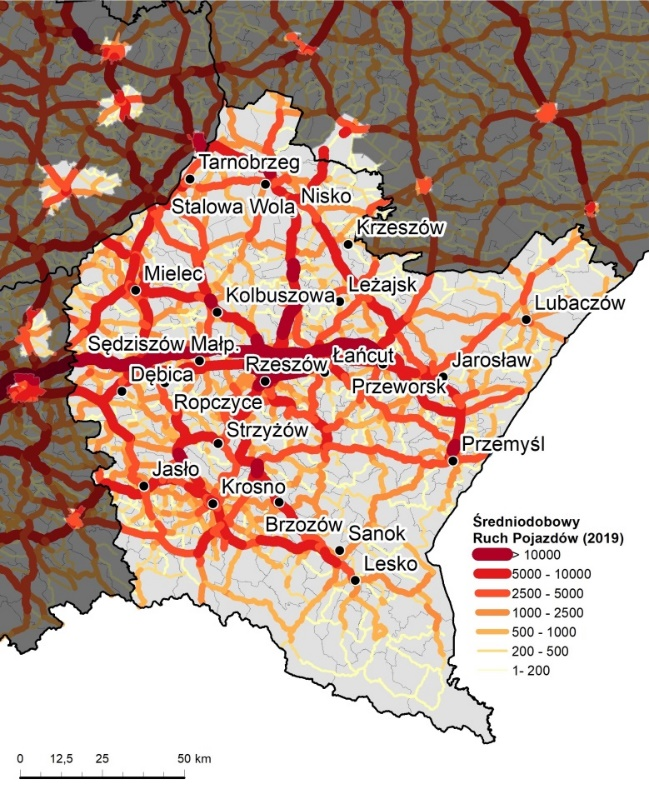 Tarnobrzeg
Stalowa Wola
Nisko
Krzeszów
Mielec
Kolbuszowa
Leżajsk
Lubaczów
Sędziszów Małp.
Rzeszów
Łańcut
Jarosław
Dębica
Przeworsk
Ropczyce
Strzyżów
Przemyśl
Jasło
Krosno
Brzozów
Sanok
Lesko
Średniodobowy
Ruch Pojazdów (2019)
> 10000
5000 - 10000
2500 - 5000
1000 - 2500
500 - 1000
200 - 500
1- 200
0 12,5 25 50 km